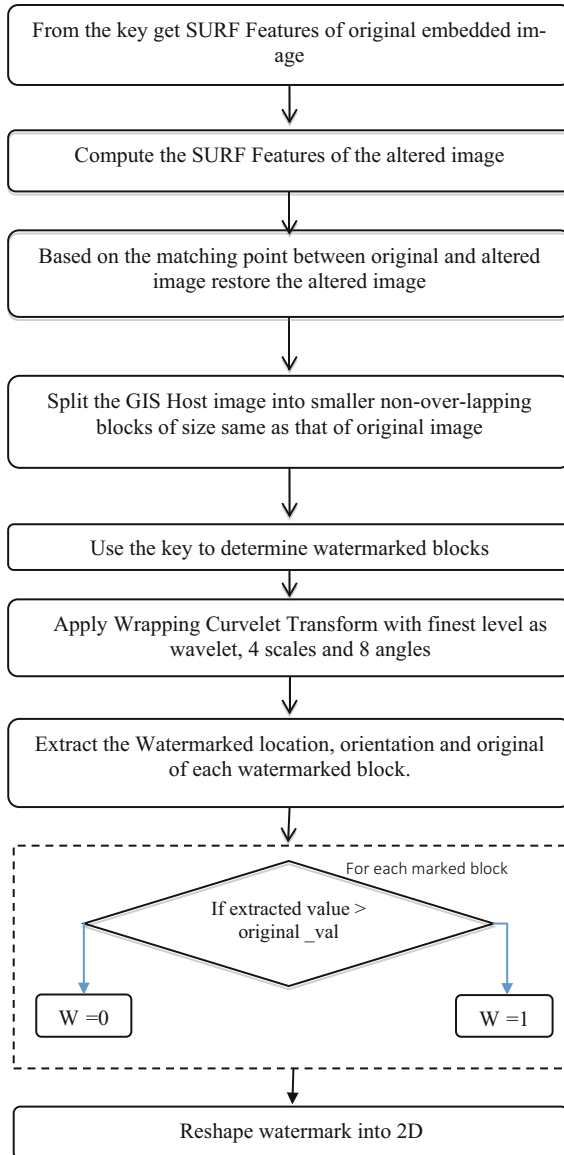 From the key get SURF Features of original embedded im-
age
Compute the SURF Features of the altered image
Based on the matching point between original and altered
image restore the altered image
Split the GIS Host image into smaller non-over-lapping
blocks of size same as that of original image
Use the key to determine watermarked blocks
Apply Wrapping Curvelet Transform with finest level as
wavelet, 4 scales and 8 angles
Extract the Watermarked location, orientation and original
of each watermarked block.
For each marked block
If extracted value >
original _val
W =0
W =1
Reshape watermark into 2D